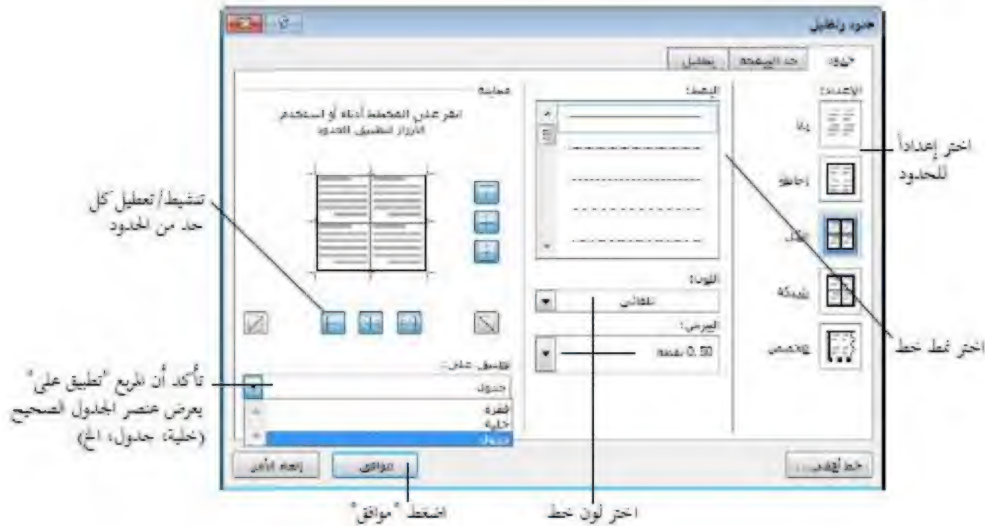 حدود وتظليل
حدود
حد الصفحة
تظليل
الإعداد:
بلا
إحاطة
الكل
شبكة
مخصص
النمط:
اللون:
تلقائي
العرض:
0.50 نقطة
معاينة
انقر على المخطط أدناه أو استخدم
الأزرار لتطبيق الحدود
تطبيق على:
جدول
فقرة
خلية
جدول
خط أفقي...
موافق
إلغاء الأمر
اختر إعداداً
للحدود
اختر نمط خط
تنشيط/تعطيل كل
حد من الحدود
تأكد أن المربع "تطبيق على"
يعرض عنصر الجدول الصحيح
(خلية، جدول، الخ)
اضغط "موافق"
اختر لون خط